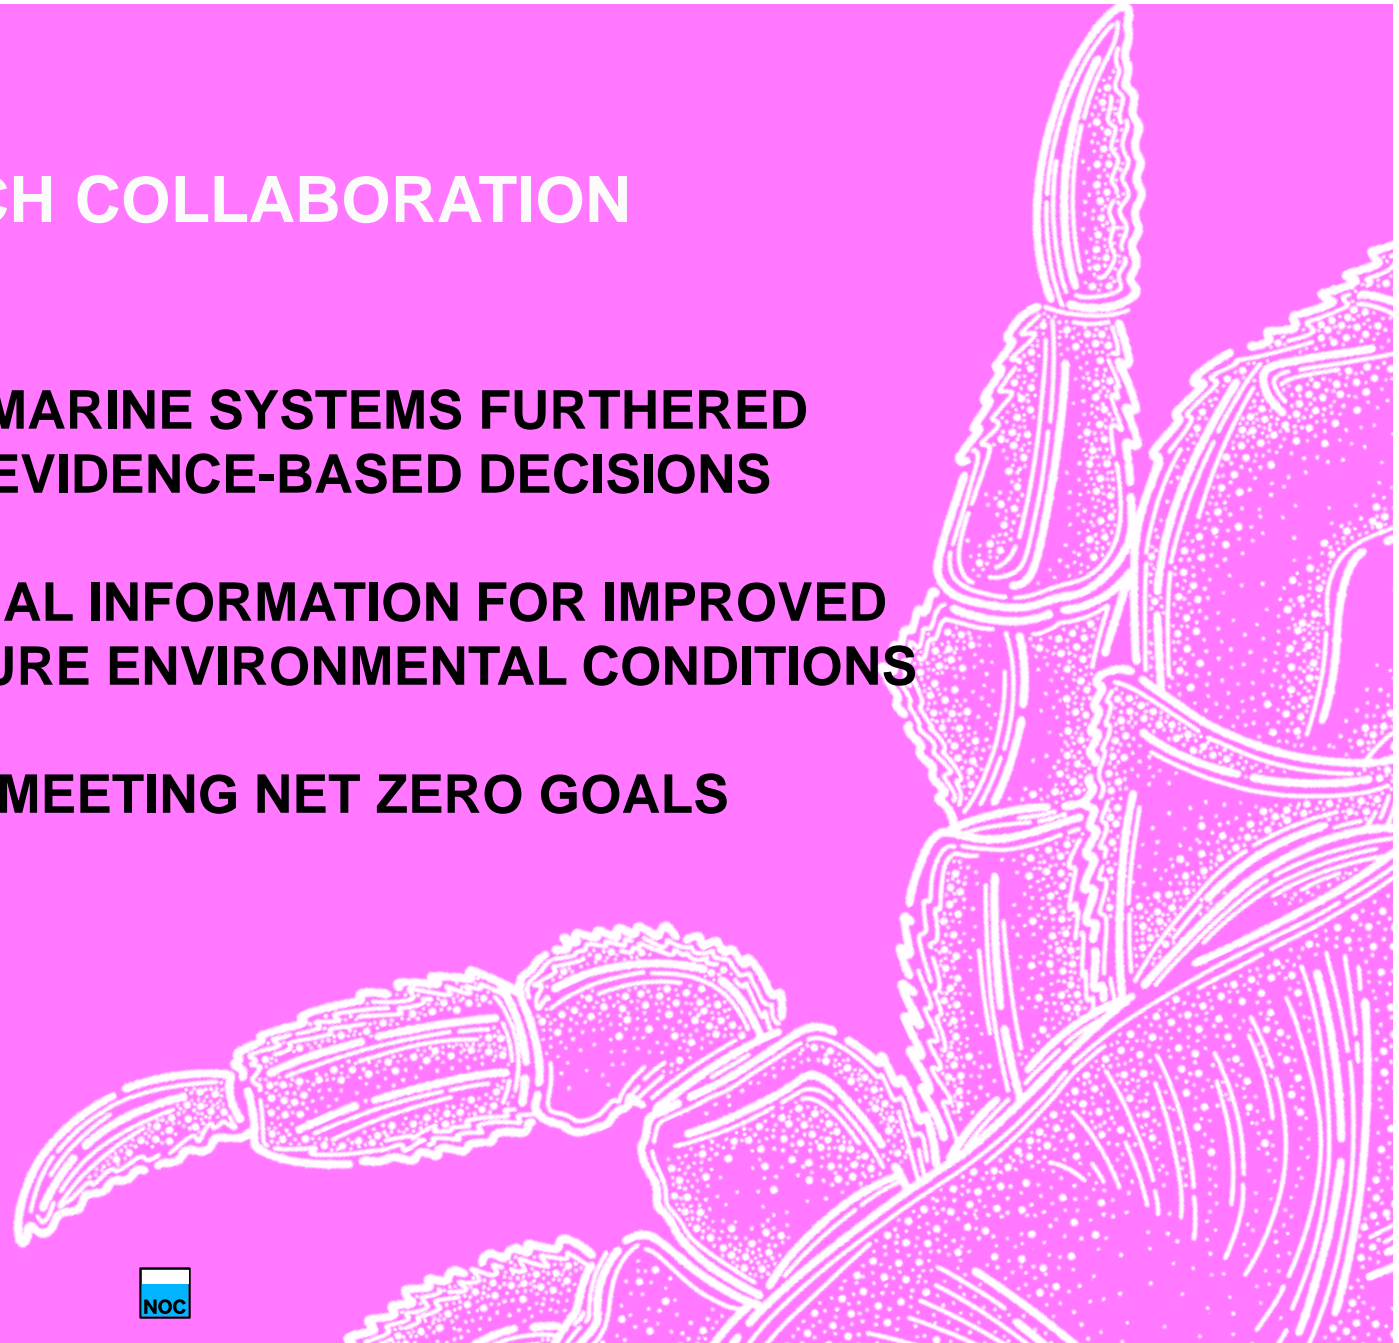 CH COLLABORATION
MARINE SYSTEMS FURTHERED
EVIDENCE-BASED DECISIONS
AL INFORMATION FOR IMPROVED
URE ENVIRONMENTAL CONDITIONS
MEETING NET ZERO GOALS
NOC